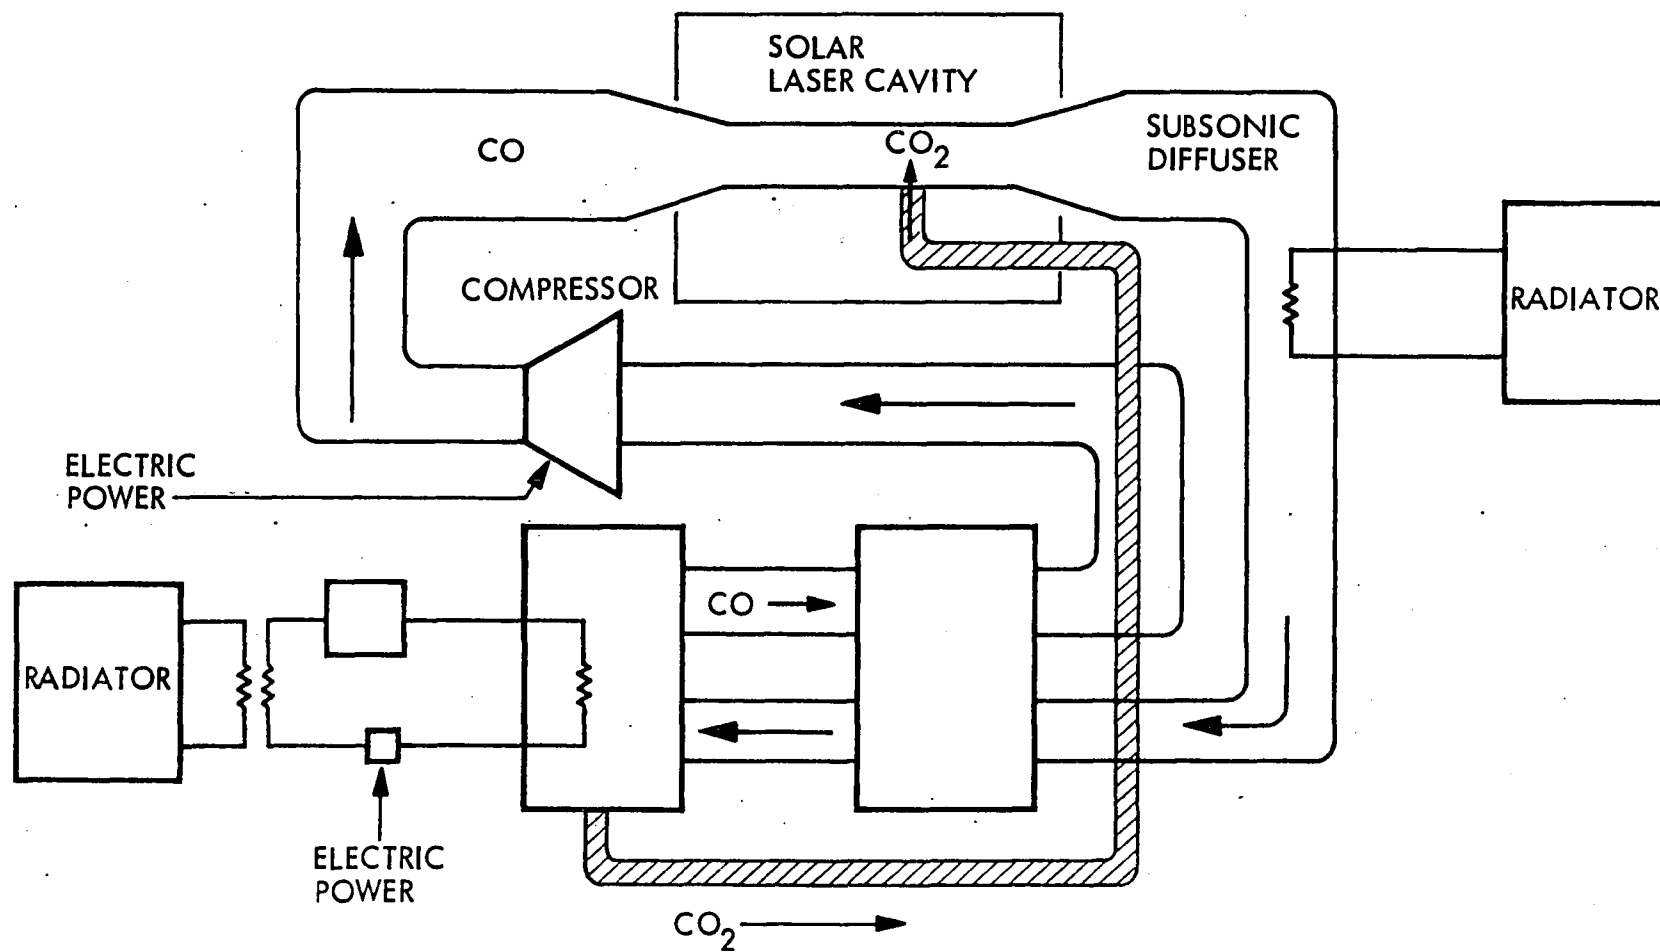 SOLAR
LASER CAVITY
CO
CO2
SUBSONIC
DIFFUSER
COMPRESSOR
RADIATOR
ELECTRIC
POWER
CO
RADIATOR
ELECTRIC
POWER
CO2